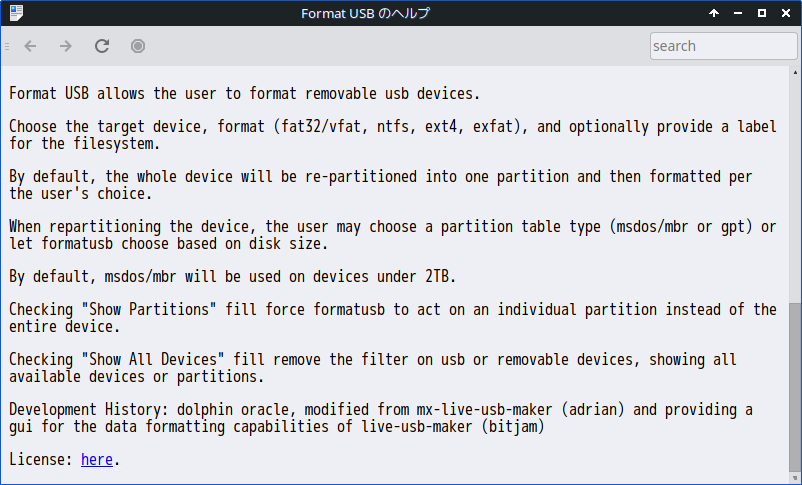 Format USB のヘルプ
search
Format USB allows the user to format removable usb devices.
Choose the target device, format (fat32/vfat, ntfs, ext4, exfat), and optionally provide a label
for the filesystem.
By default, the whole device will be re-partitioned into one partition and then formatted per
the user's choice.
When repartitioning the device, the user may choose a partition table type (msdos/mbr or gpt) or
let formatusb choose based on disk size.
By default, msdos/mbr will be used on devices under 2TB.
Checking "Show Partitions" fill force formatusb to act on an individual partition instead of the
entire device.
Checking "Show All Devices" fill remove the filter on usb or removable devices, showing all
available devices or partitions.
Development History: dolphin oracle, modified from mx-live-usb-maker (adrian) and providing a
gui for the data formatting capabilities of live-usb-maker (bitjam)
License: here.